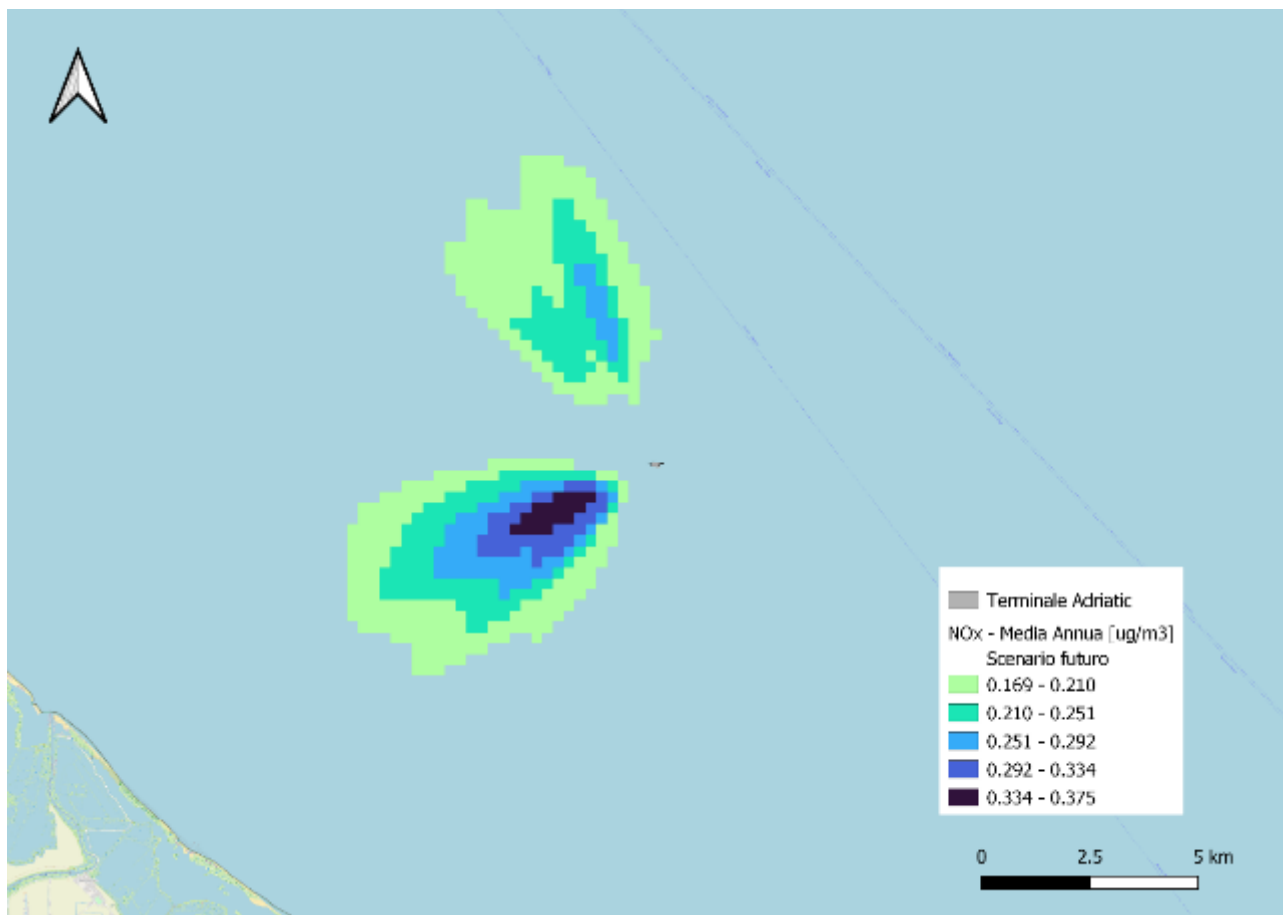 Terminale Adriatic
NOx - Media Annua [ug/m3]
Scenario futuro
0.169 - 0.210
0.210 - 0.251
0.251 - 0.292
0.292 - 0.334
0.334 - 0.375
0 2.5 5 km